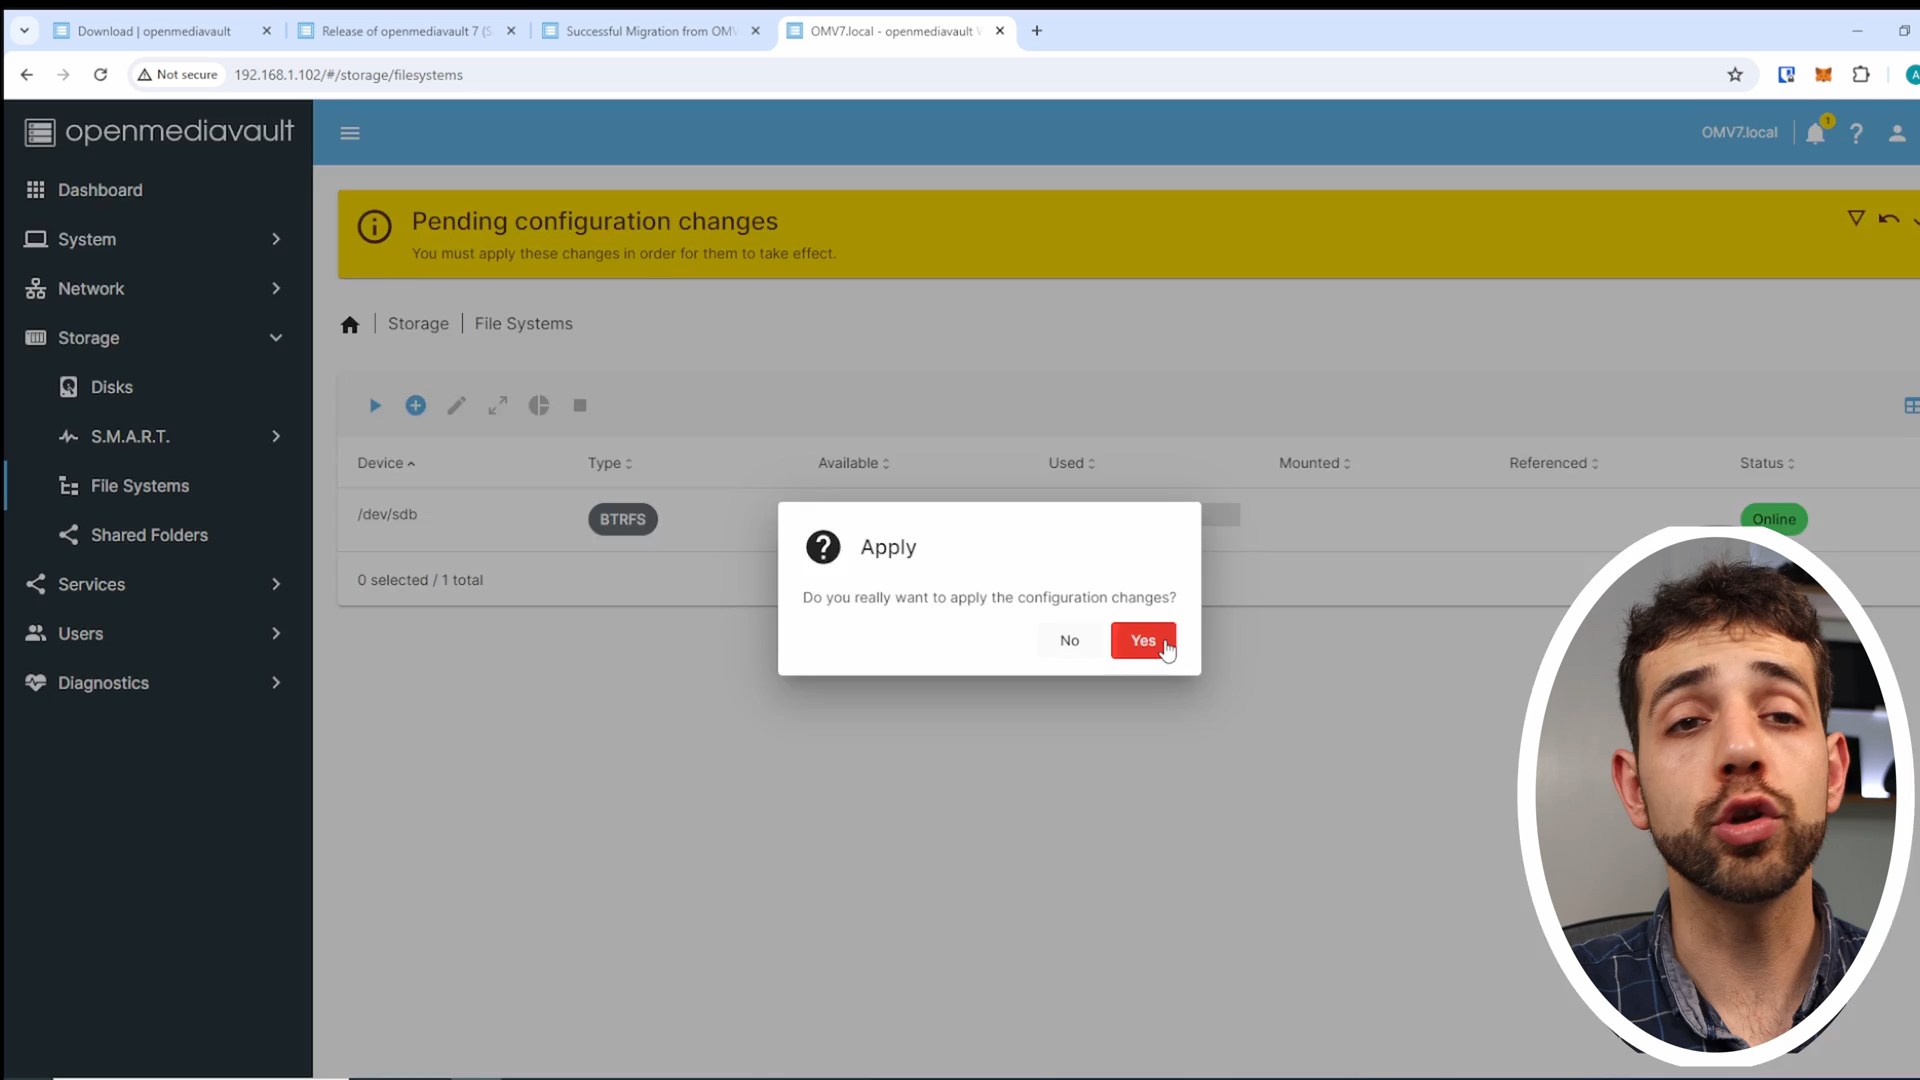 Download | openmediavault
Release of openmediavault 7 (S
Successful Migration from OMV
OMV7.local - openmediavault
Not secure
192.168.1.102/#/storage/filesystems
A
openmediavault
OMV7.local
1
Dashboard
System
Network
Storage
Disks
S.M.A.R.T.
File Systems
Shared Folders
Services
Users
Diagnostics
Pending configuration changes
You must apply these changes in order for them to take effect.
Storage | File Systems
Device
Type
Available
Used
Mounted
Referenced
Status
/dev/sdb
BTRFS
Online
0 selected / 1 total
Apply
Do you really want to apply the configuration changes?
No
Yes